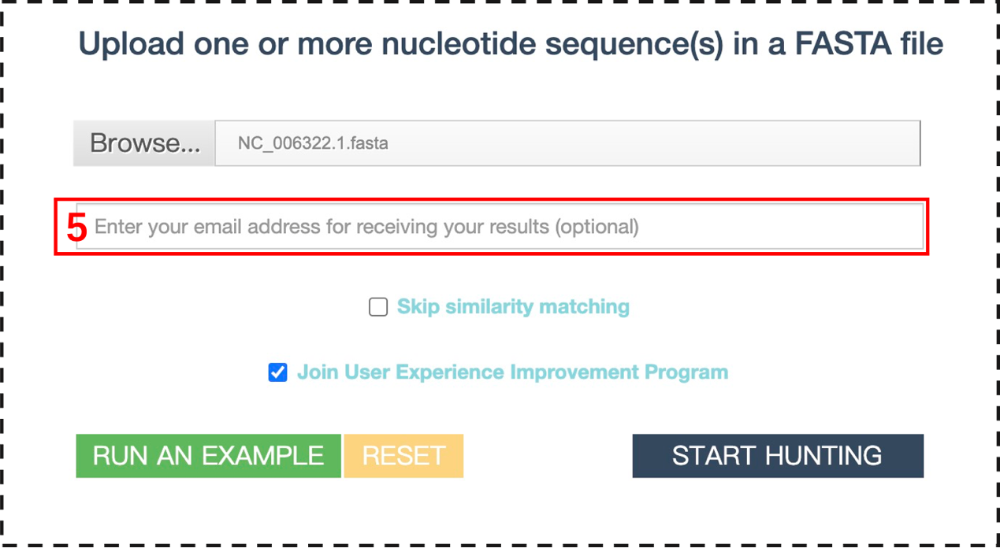 Upload one or more nucleotide sequence(s) in a FASTA file
Browse... NC_006322.1.fasta
5 Enter your email address for receiving your results (optional)
Skip similarity matching
Join User Experience Improvement Program
RUN AN EXAMPLE RESET START HUNTING